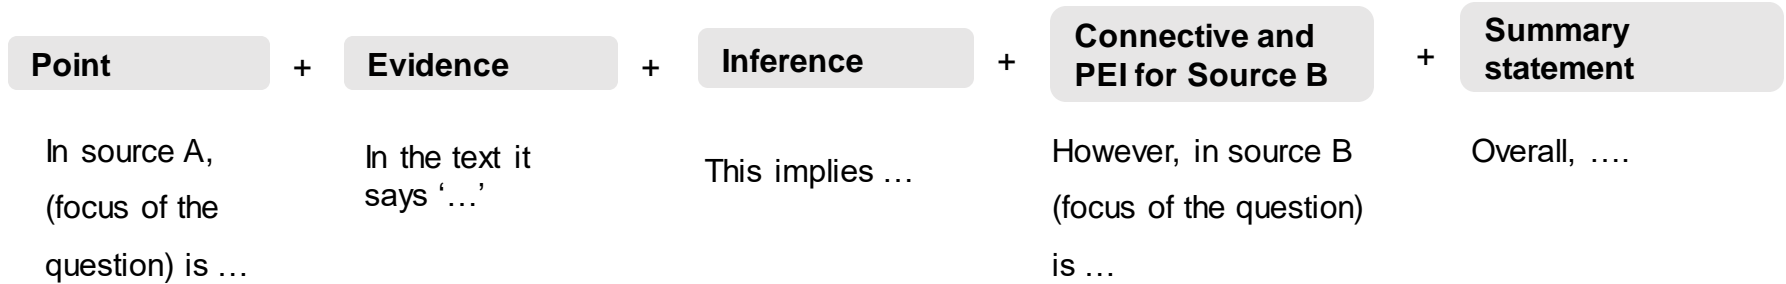 Point
+
Evidence
+
Inference
+
Connective and
PEI for Source B
+
Summary
statement
In source A,
(focus of the
question) is …
In the text it
says ‘…’
This implies …
However, in source B
(focus of the question)
is …
Overall, ….